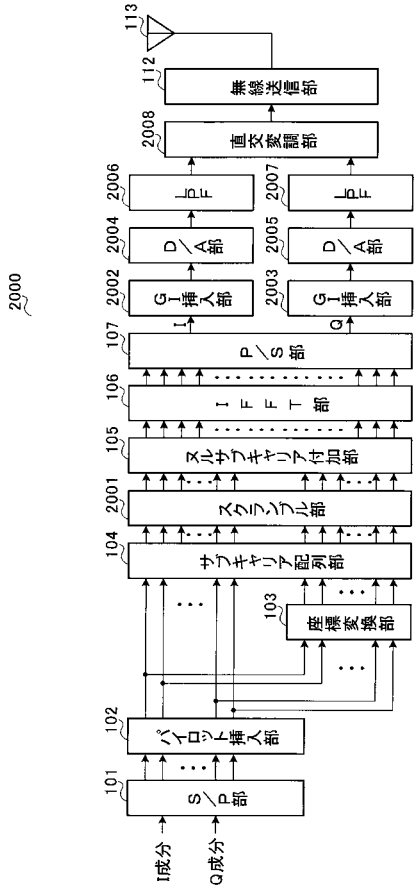 2000
I成分
Q成分
101
S/P部
102
パイロット挿入部
103
座標変換部
104
サブキャリア配列部
2001
スクランブル部
105
ヌルサブキャリア付加部
106
IFFT部
107
P/S部
I
Q
2002
GI挿入部
2003
GI挿入部
2004
D/A部
2005
D/A部
2006
LPF
2007
LPF
2008
直交変調部
112
無線送信部
113